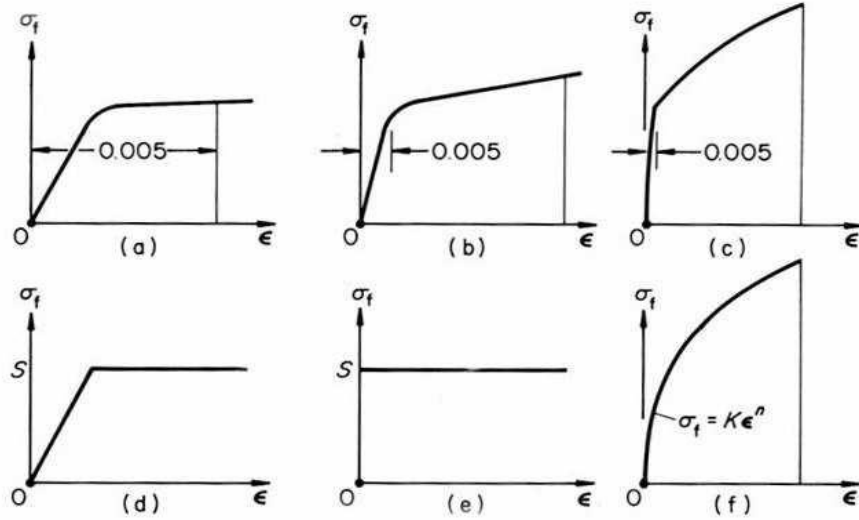 σf σf σf
0.005 0.005 0.005
O ϵ O ϵ O ϵ
(a) (b) (c)
σf σf σf
S S
σf = Kϵⁿ
O ϵ O ϵ O ϵ
(d) (e) (f)